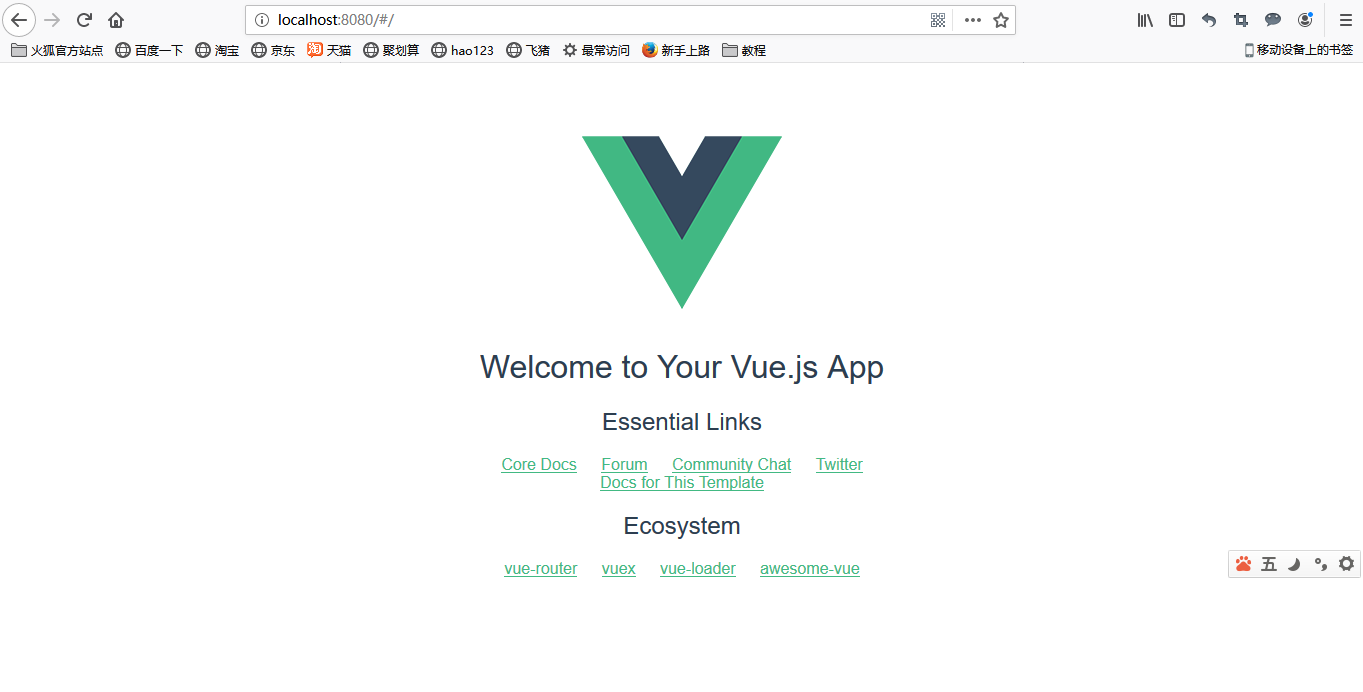 localhost:8080/#/
火狐官方站点 百度一下 淘宝 淘 天猫 京东 聚划算 hao123 飞猪 最常访问 新手上路 教程 移动设备上的书签
Welcome to Your Vue.js App
Essential Links
Core Docs Forum Community Chat Twitter
Docs for This Template
Ecosystem
五
vue-router vuex vue-loader awesome-vue